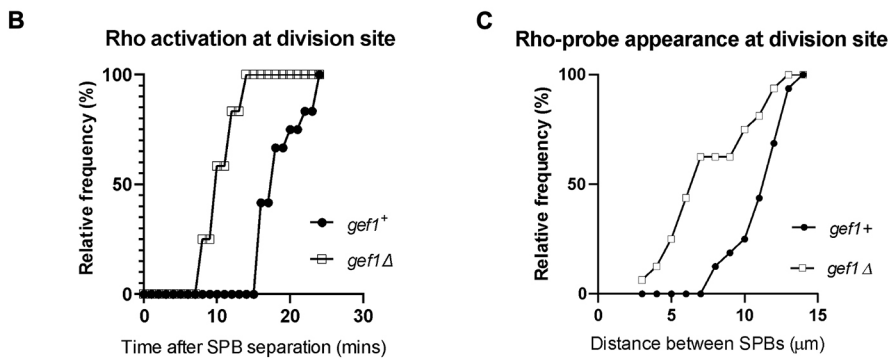 B
Rho activation at division site
100
50
0
Relative frequency (%)
gef1+
gef1Δ
0 10 20 30
Time after SPB separation (mins)
C
Rho-probe appearance at division site
100
50
0
Relative frequency (%)
gef1+
gef1Δ
0 5 10 15
Distance between SPBs (μm)